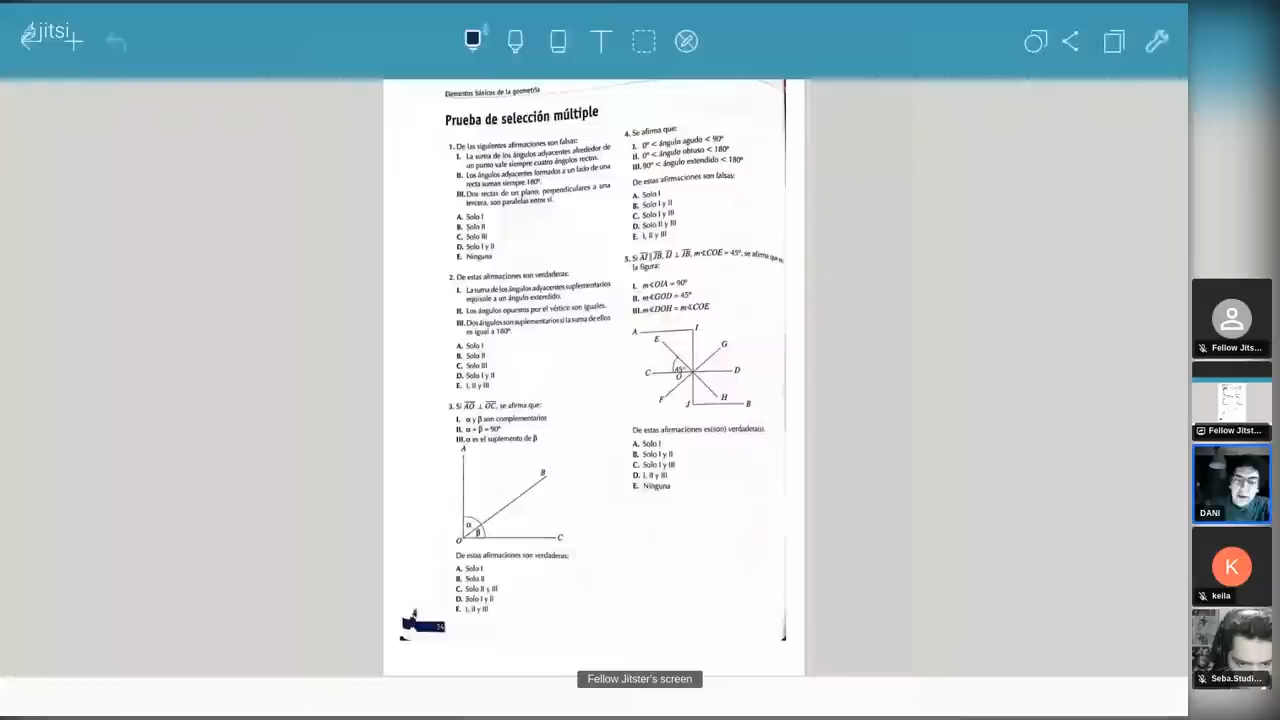 jitsi
Elementos básicos de la geometría
Prueba de selección múltiple
1. De las siguientes afirmaciones son falsas:
I. La suma de los ángulos adyacentes alrededor de
un punto vale siempre cuatro ángulos rectos.
II. Los ángulos adyacentes formados a un lado de una
recta suman siempre 180°.
III. Dos rectas de un plano, perpendiculares a una
tercera, son paralelas entre sí.
A. Solo I
B. Solo II
C. Solo III
D. Solo I y II
E. Ninguna
2. De estas afirmaciones son verdaderas:
I. La suma de los ángulos adyacentes suplementarios
equivale a un ángulo extendido.
II. Los ángulos opuestos por el vértice son iguales.
III. Dos ángulos son suplementarios si la suma de ellos
es igual a 180°.
A. Solo I
B. Solo II
C. Solo III
D. Solo I y II
E. I, II y III
3. Si AO ⊥ OC, se afirma que:
I. α y β son complementarios
II. α + β = 90°
III. α es el suplemento de β
A
B
α
β
O
C
De estas afirmaciones son verdaderas:
A. Solo I
B. Solo II
C. Solo II y III
D. Solo I y II
E. I, II y III
34
4. Se afirma que:
I. 0° < ángulo agudo < 90°
II. 0° < ángulo obtuso < 180°
III. 90° < ángulo extendido < 180°
De estas afirmaciones son falsas:
A. Solo I
B. Solo I y II
C. Solo I y III
D. Solo II y III
E. I, II y III
5. Si AI ∥ JB, IJ ⊥ JB, m∢COE = 45°, se afirma que en
la figura:
I. m∢OIA = 90°
II. m∢GOD = 45°
III. m∢DOH = m∢COE
A
I
E
G
C
45°
O
D
F
H
J
B
De estas afirmaciones es(son) verdadera(s):
A. Solo I
B. Solo I y II
C. Solo I y III
D. I, II y III
E. Ninguna
Fellow Jitster's screen
Fellow Jits...
Fellow Jitst...
DANI
K
keila
Seba.Studi...